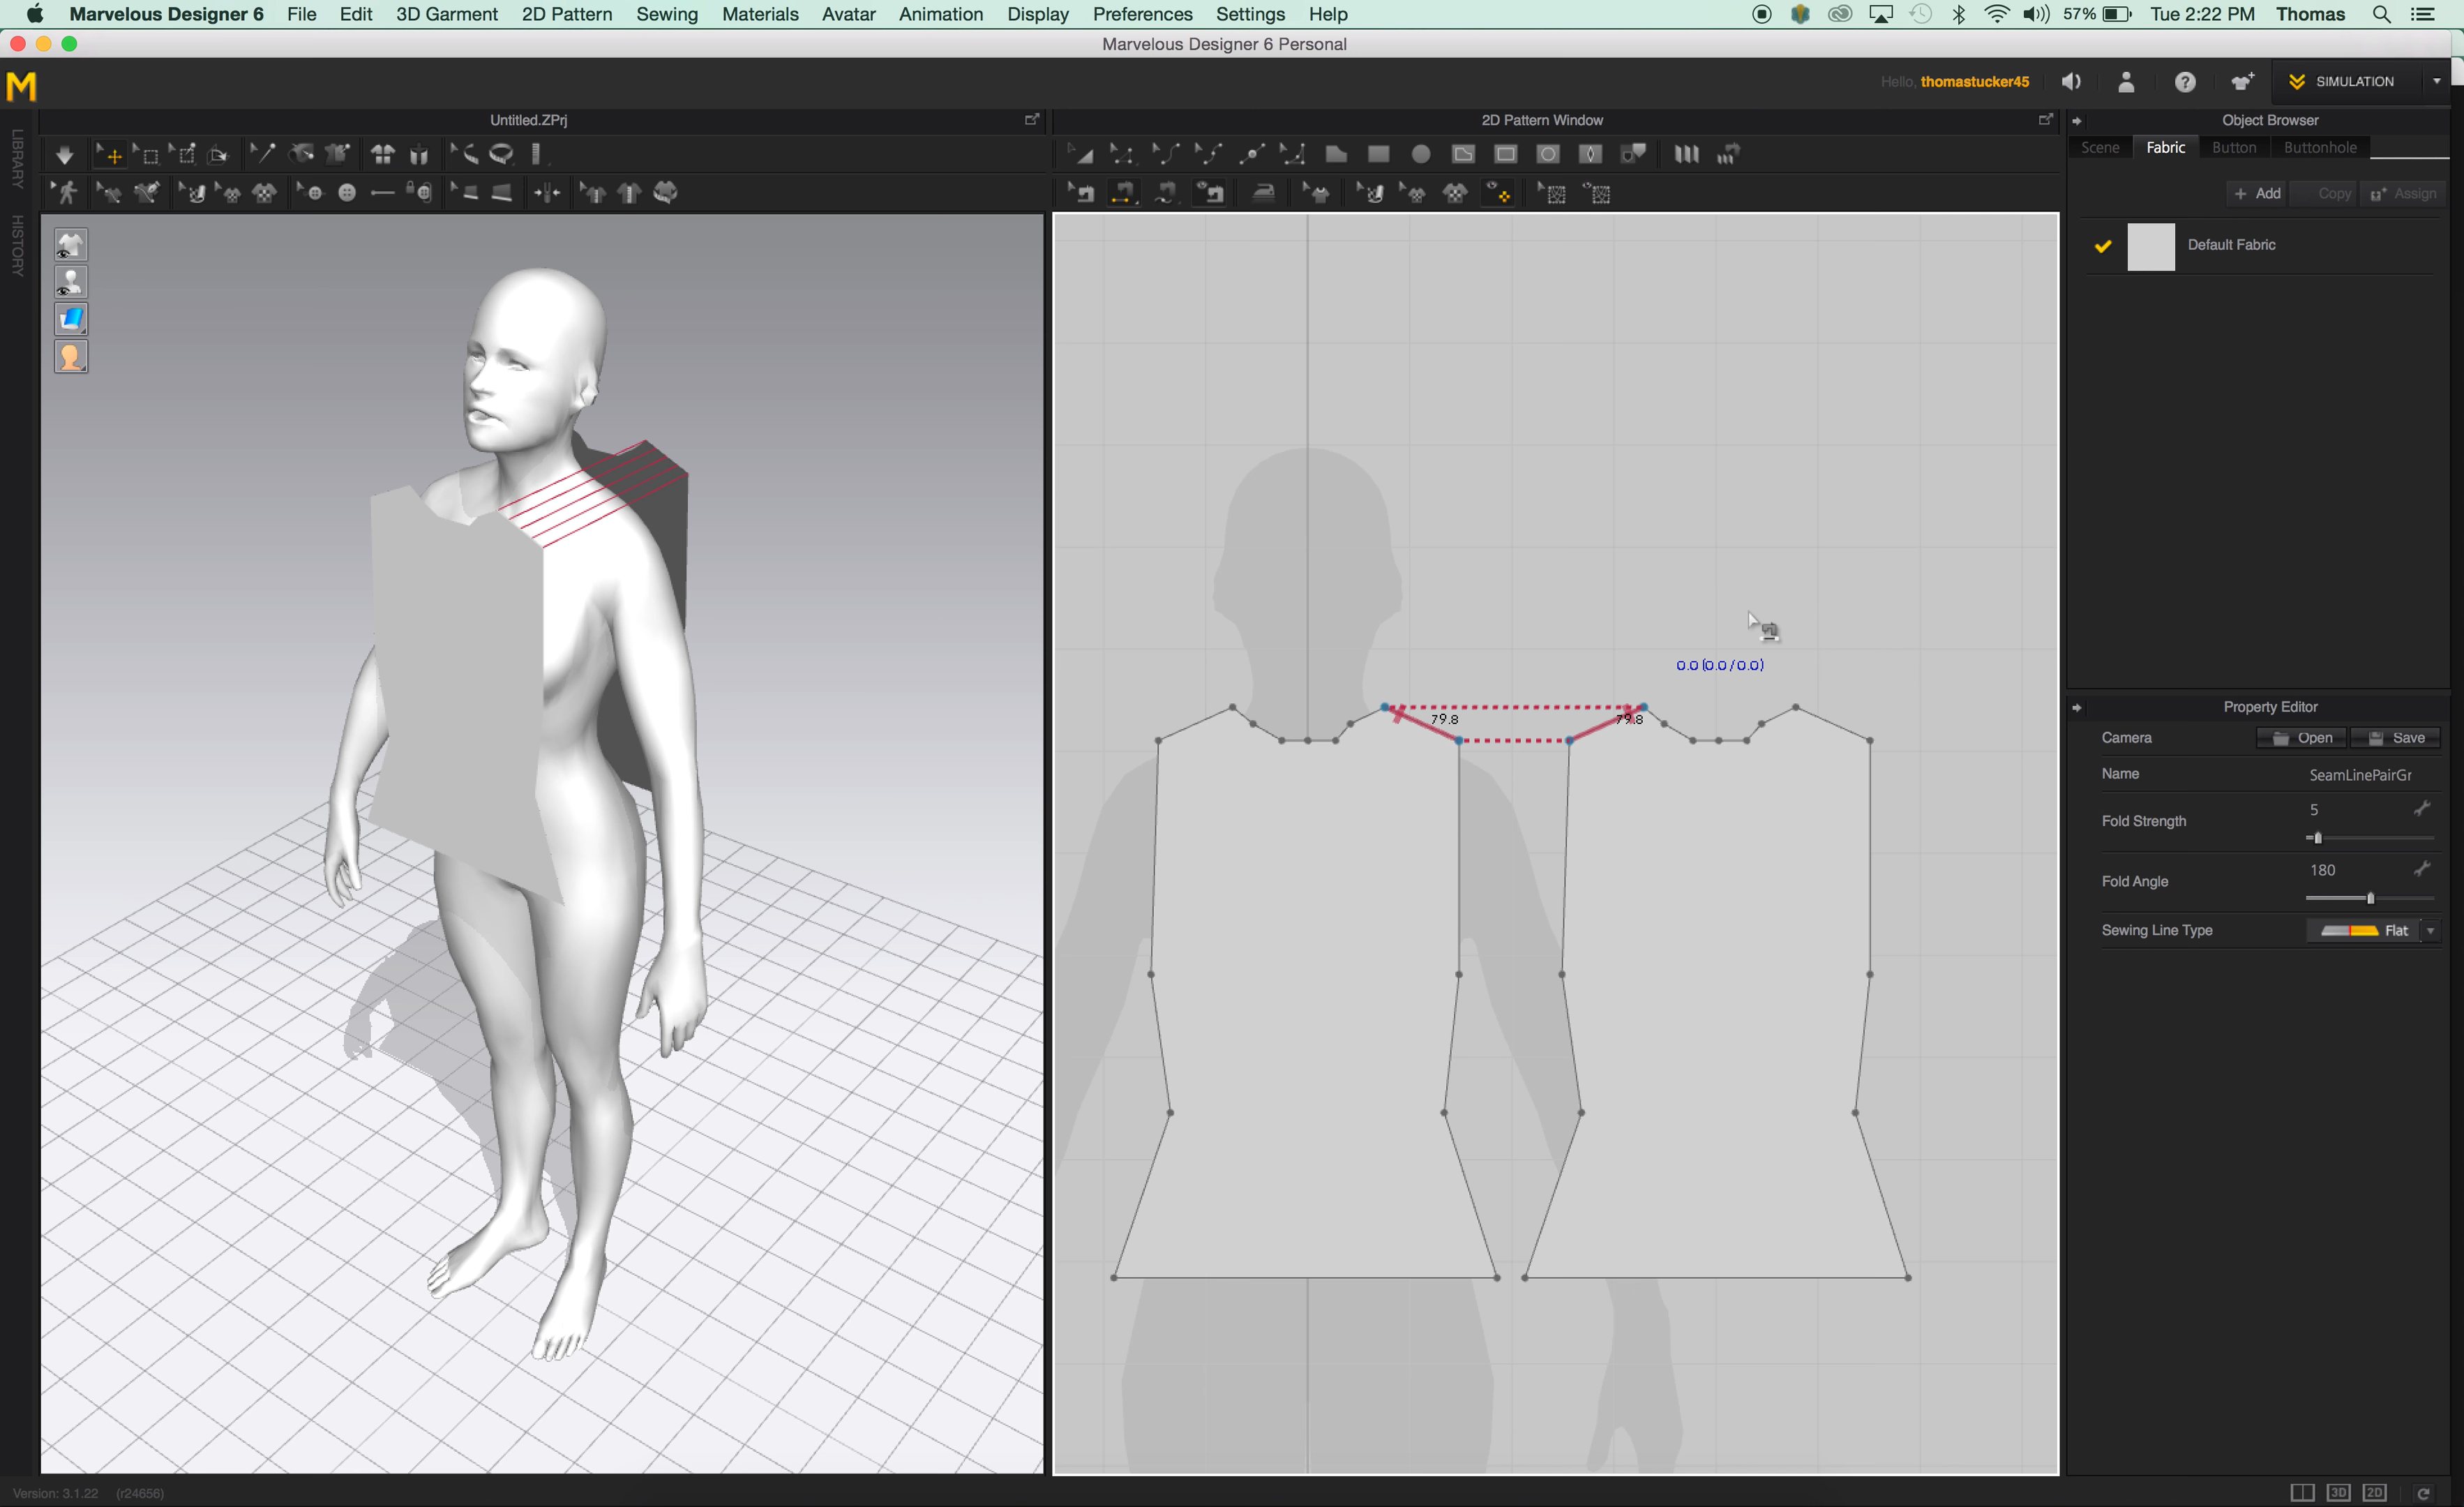 Marvelous Designer 6 File Edit 3D Garment 2D Pattern Sewing Materials Avatar Animation Display Preferences Settings Help 57% Tue 2:22 PM Thomas
Marvelous Designer 6 Personal
M Hello, thomastucker45 ? SIMULATION
LIBRARY
HISTORY
Untitled.ZPrj
2D Pattern Window
0.0 (0.0 / 0.0)
79.8 79.8
Object Browser
Scene Fabric Button Buttonhole
+ Add Copy Assign
Default Fabric
Property Editor
Camera Open Save
Name SeamLinePairGr
Fold Strength 5
Fold Angle 180
Sewing Line Type Flat
Version: 3.1.22 (r24656)
3D 2D